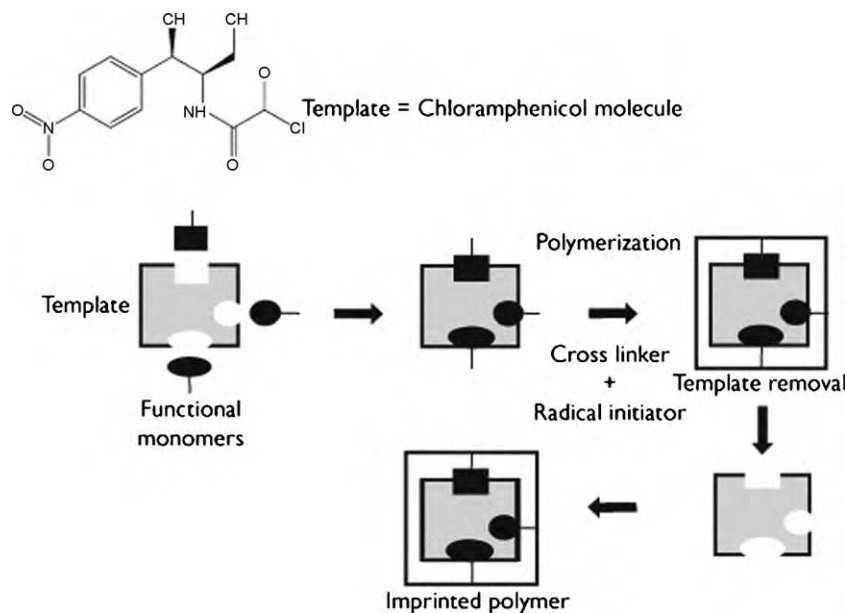 CH
CH
O
O
N
O
NH
Cl
O
Template = Chloramphenicol molecule
Polymerization
Template
Cross linker
+
Radical initiator
Template removal
Functional
monomers
Imprinted polymer